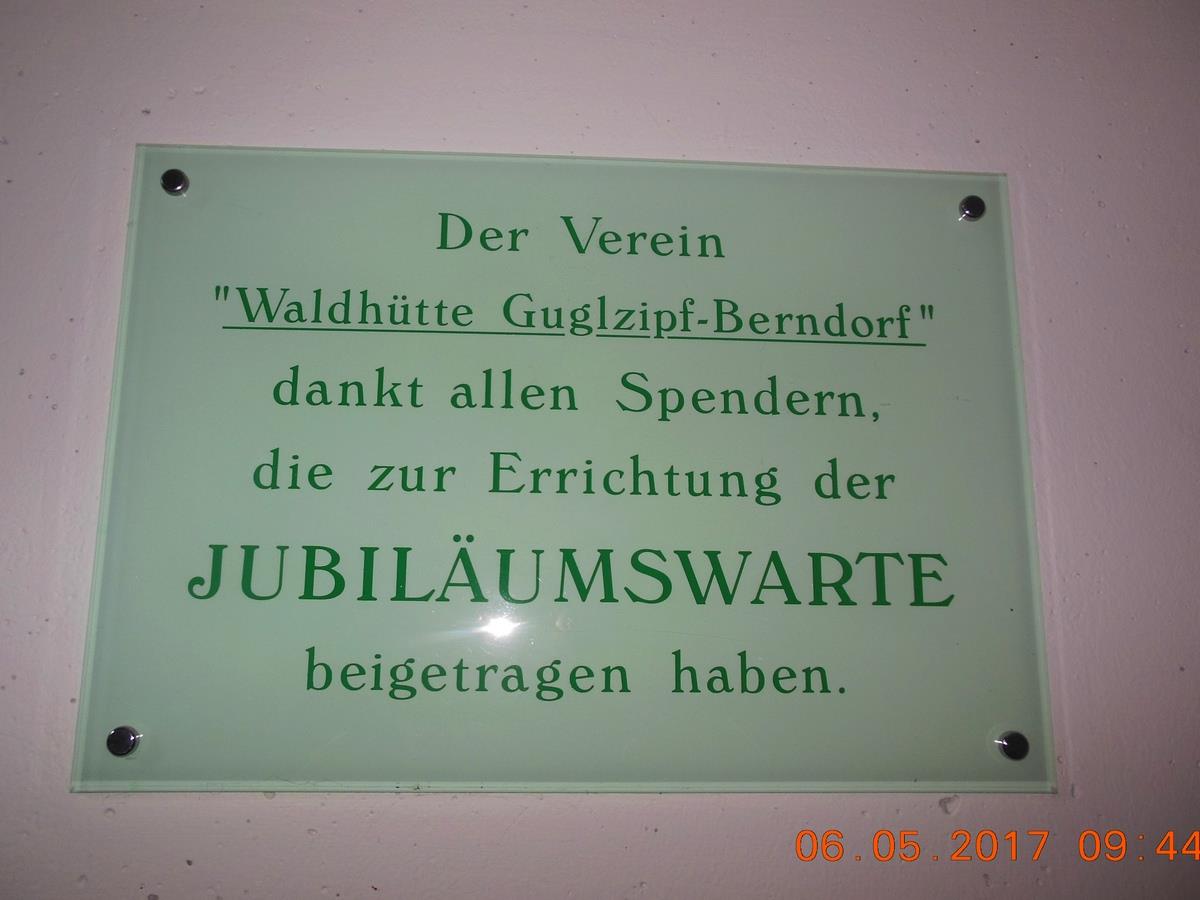 Der Verein
"Waldhütte Guglzipf-Berndorf"
dankt allen Spendern,
die zur Errichtung der
JUBILÄUMSWARTE
beigetragen haben.
06.05.2017 09:44